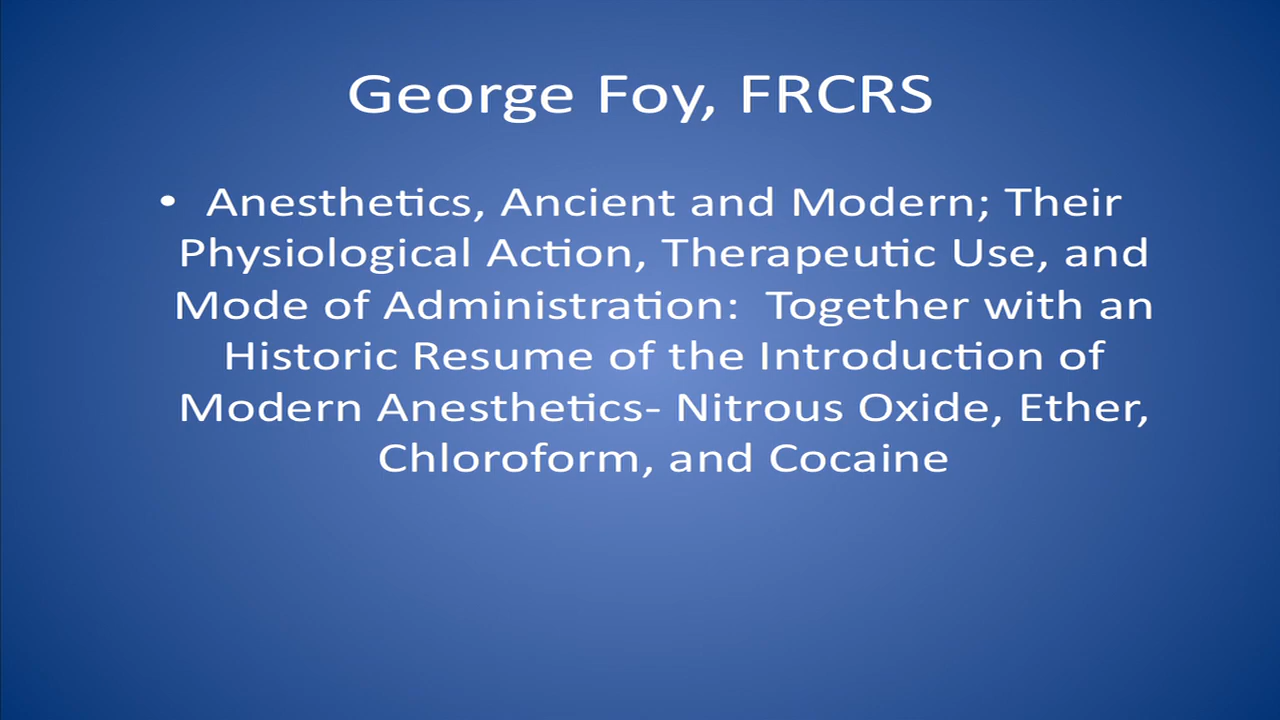 George Foy, FRCRS
• Anesthetics, Ancient and Modern; Their
Physiological Action, Therapeutic Use, and
Mode of Administration:  Together with an
Historic Resume of the Introduction of
Modern Anesthetics- Nitrous Oxide, Ether,
Chloroform, and Cocaine